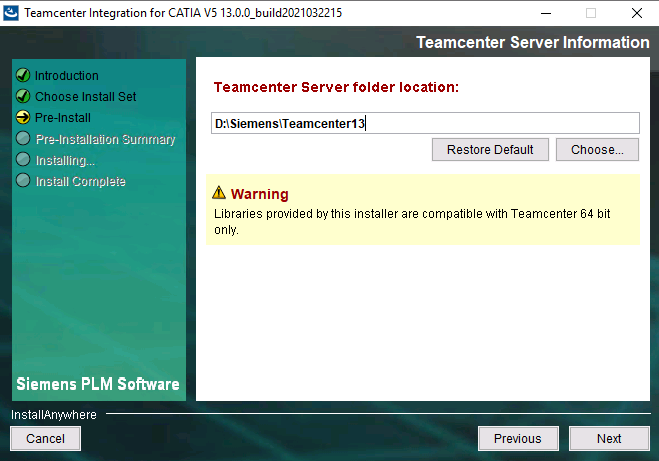 Teamcenter Integration for CATIA V5 13.0.0_build2021032215
Teamcenter Server Information
Introduction
Choose Install Set
Pre-Install
Pre-Installation Summary
Installing...
Install Complete
Siemens PLM Software
Teamcenter Server folder location:
D:\Siemens\Teamcenter13
Restore Default
Choose...
Warning
Libraries provided by this installer are compatible with Teamcenter 64 bit
only.
InstallAnywhere
Cancel
Previous
Next